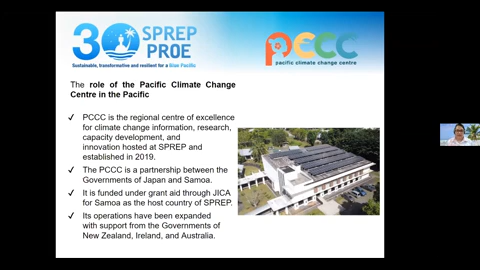 30 SPREP
PROE
Sustainable, transformative and resilient for a Blue Pacific
PCCC
pacific climate change centre
The role of the Pacific Climate Change
Centre in the Pacific
✓ PCCC is the regional centre of excellence
for climate change information, research,
capacity development, and
innovation hosted at SPREP and
established in 2019.
✓ The PCCC is a partnership between the
Governments of Japan and Samoa.
✓ It is funded under grant aid through JICA
for Samoa as the host country of SPREP.
✓ Its operations have been expanded
with support from the Governments of
New Zealand, Ireland, and Australia.